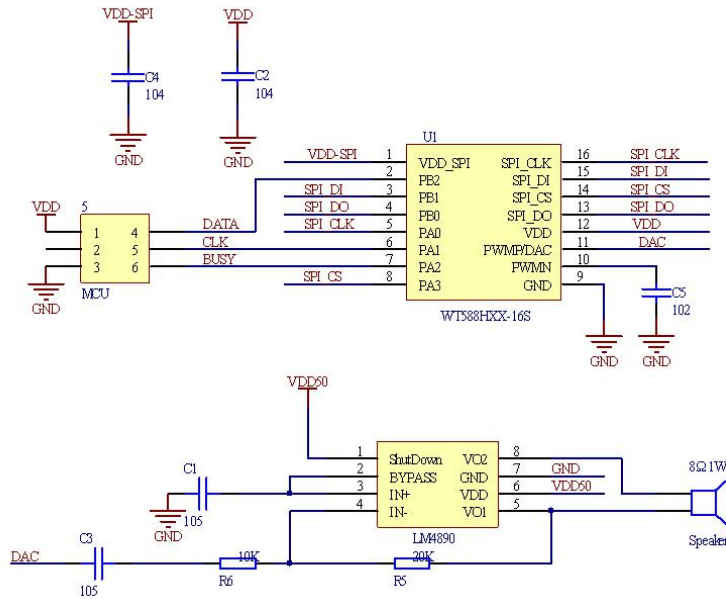 VDD-SPI VDD
C4 C2
104 104
GND GND
U1
VDD-SPI 1 VDD_SPI SPI_CLK 16 SPI CLK
2 PB2 SPI_DI 15 SPI DI
SPI DI 3 PB1 SPI_CS 14 SPI CS
SPI DO 4 PB0 SPI_DO 13 SPI DO
SPI CLK 5 PA0 VDD 12 VDD
6 PA1 PWMP/DAC 11 DAC
7 PA2 PWMN 10
SPI CS 8 PA3 GND 9
WT588HXX-16S
VDD 5
1 4 DATA
2 5 CLK
3 6 BUSY
GND MCU
C5
102
GND GND
VDD50
1 ShutDown VO2 8
2 BYPASS GND 7 GND
3 IN+ VDD 6 VDD50
4 IN- VO1 5
LM4890
C1
105
GND
8Ω1W
Speaker
DAC C3 105
10K R6
20K R5